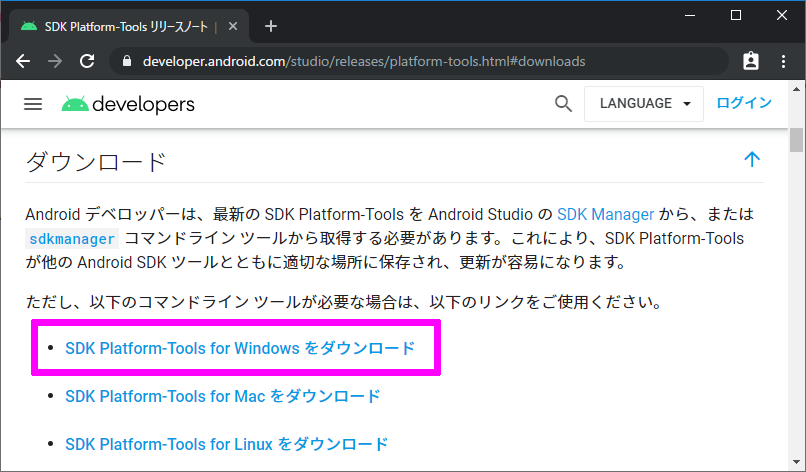 SDK Platform-Tools リリースノート |
developer.android.com/studio/releases/platform-tools.html#downloads
developers
LANGUAGE
ログイン
ダウンロード
Android デベロッパーは、最新の SDK Platform-Tools を Android Studio の SDK Manager から、または
sdkmanager コマンドライン ツールから取得する必要があります。これにより、SDK Platform-Tools
が他の Android SDK ツールとともに適切な場所に保存され、更新が容易になります。
ただし、以下のコマンドライン ツールが必要な場合は、以下のリンクをご使用ください。
• SDK Platform-Tools for Windows をダウンロード
• SDK Platform-Tools for Mac をダウンロード
• SDK Platform-Tools for Linux をダウンロード